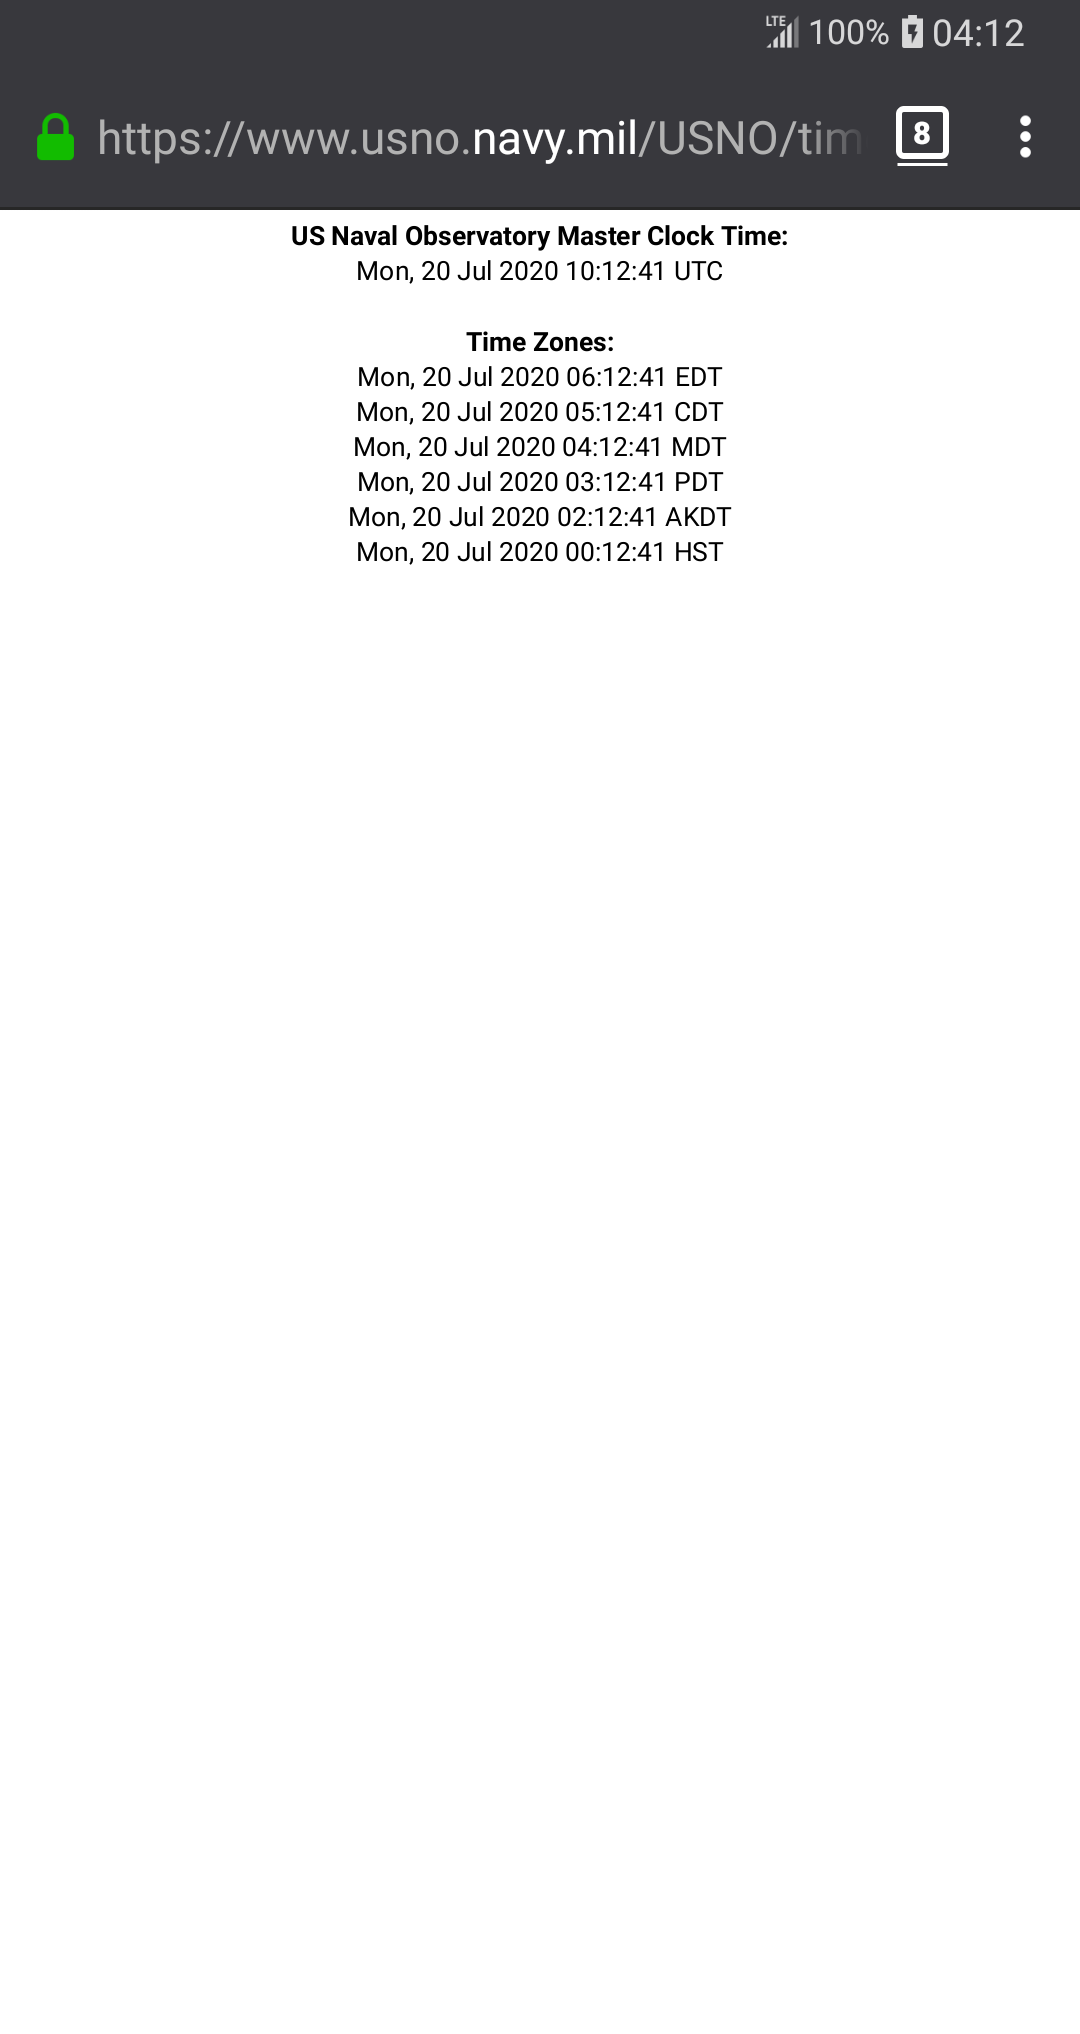 LTE 100% 04:12
https://www.usno.navy.mil/USNO/tim 8
US Naval Observatory Master Clock Time:
Mon, 20 Jul 2020 10:12:41 UTC
Time Zones:
Mon, 20 Jul 2020 06:12:41 EDT
Mon, 20 Jul 2020 05:12:41 CDT
Mon, 20 Jul 2020 04:12:41 MDT
Mon, 20 Jul 2020 03:12:41 PDT
Mon, 20 Jul 2020 02:12:41 AKDT
Mon, 20 Jul 2020 00:12:41 HST